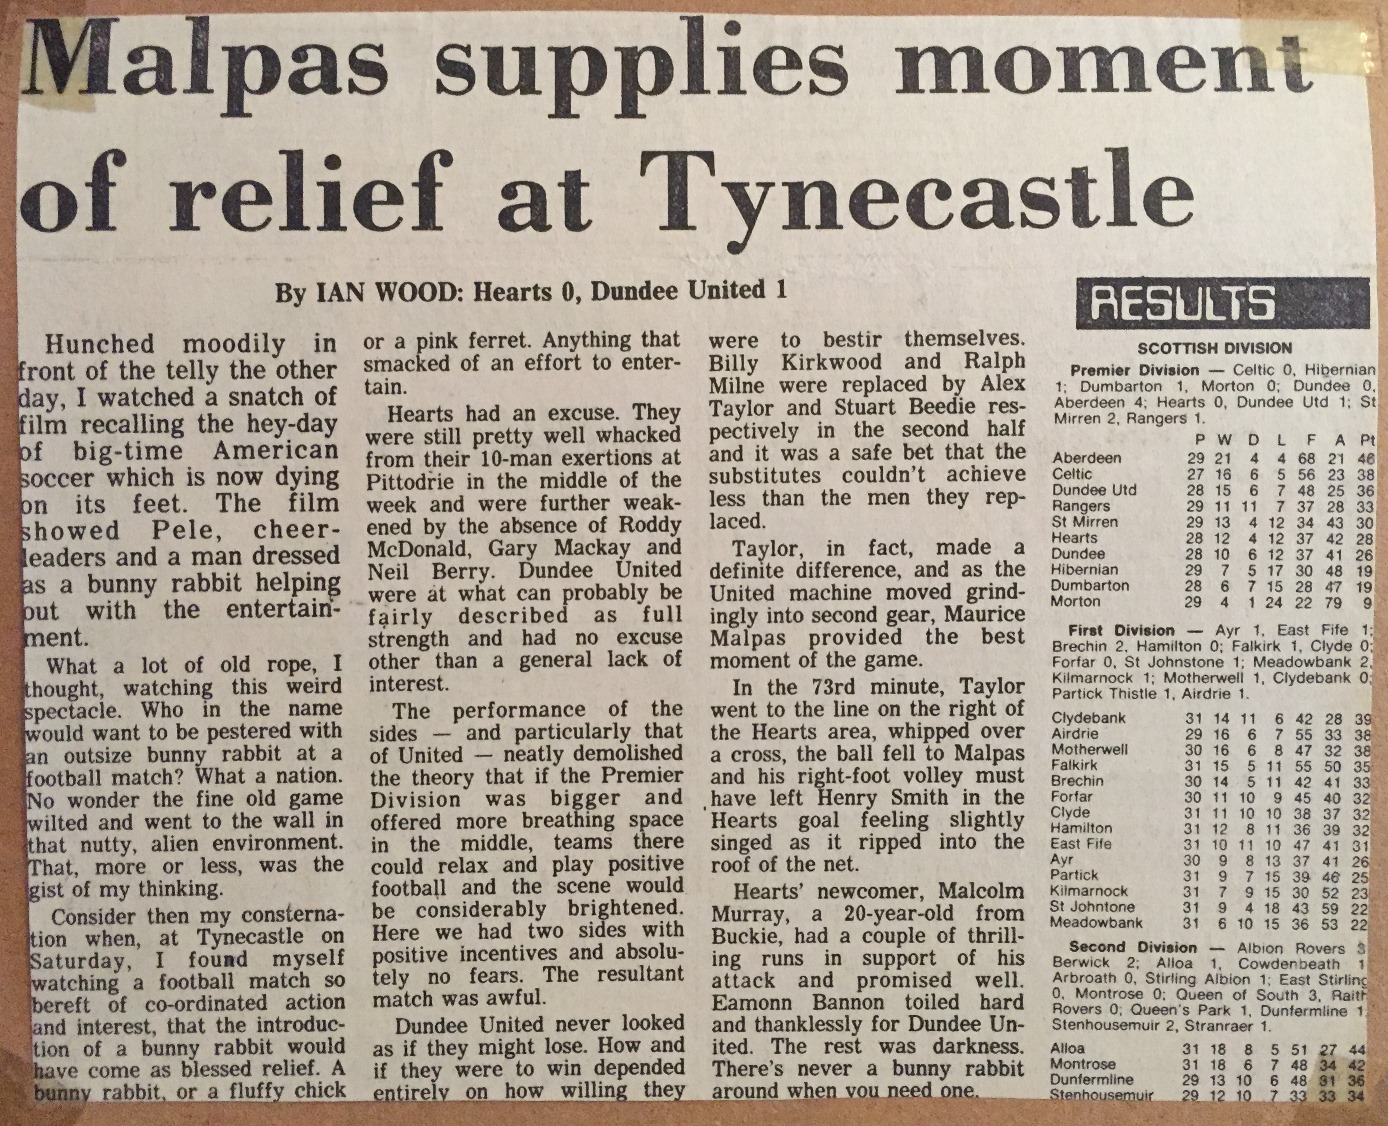 Malpas supplies moment
of relief at Tynecastle
By IAN WOOD: Hearts 0, Dundee United 1
Hunched moodily in
front of the telly the other
day, I watched a snatch of
film recalling the hey-day
of big-time American
soccer which is now dying
on its feet. The film
showed Pele, cheer-
leaders and a man dressed
as a bunny rabbit helping
out with the entertain-
ment.
What a lot of old rope, I
thought, watching this weird
spectacle. Who in the name
would want to be pestered with
an outsize bunny rabbit at a
football match? What a nation.
No wonder the fine old game
wilted and went to the wall in
that nutty, alien environment.
That, more or less, was the
gist of my thinking.
Consider then my consterna-
tion when, at Tynecastle on
Saturday, I found myself
watching a football match so
bereft of co-ordinated action
and interest, that the introduc-
tion of a bunny rabbit would
have come as blessed relief. A
bunny rabbit, or a fluffy chick
or a pink ferret. Anything that
smacked of an effort to enter-
tain.
Hearts had an excuse. They
were still pretty well whacked
from their 10-man exertions at
Pittodrie in the middle of the
week and were further weak-
ened by the absence of Roddy
McDonald, Gary Mackay and
Neil Berry. Dundee United
were at what can probably be
fairly described as full
strength and had no excuse
other than a general lack of
interest.
The performance of the
sides — and particularly that
of United — neatly demolished
the theory that if the Premier
Division was bigger and
offered more breathing space
in the middle, teams there
could relax and play positive
football and the scene would
be considerably brightened.
Here we had two sides with
positive incentives and absolu-
tely no fears. The resultant
match was awful.
Dundee United never looked
as if they might lose. How and
if they were to win depended
entirely on how willing they
were to bestir themselves.
Billy Kirkwood and Ralph
Milne were replaced by Alex
Taylor and Stuart Beedie res-
pectively in the second half
and it was a safe bet that the
substitutes couldn't achieve
less than the men they rep-
laced.
Taylor, in fact, made a
definite difference, and as the
United machine moved grind-
ingly into second gear, Maurice
Malpas provided the best
moment of the game.
In the 73rd minute, Taylor
went to the line on the right of
the Hearts area, whipped over
a cross, the ball fell to Malpas
and his right-foot volley must
have left Henry Smith in the
Hearts goal feeling slightly
singed as it ripped into the
roof of the net.
Hearts' newcomer, Malcolm
Murray, a 20-year-old from
Buckie, had a couple of thrill-
ing runs in support of his
attack and promised well.
Eamonn Bannon toiled hard
and thanklessly for Dundee Un-
ited. The rest was darkness.
There's never a bunny rabbit
around when you need one.
RESULTS
SCOTTISH DIVISION
Premier Division — Celtic 0, Hibernian
1; Dumbarton 1, Morton 0; Dundee 0,
Aberdeen 4; Hearts 0, Dundee Utd 1; St
Mirren 2, Rangers 1.
P W D L F A Pt
Aberdeen 29 21 4 4 68 21 46
Celtic 27 16 6 5 56 23 38
Dundee Utd 28 15 6 7 48 25 36
Rangers 29 11 11 7 37 28 33
St Mirren 29 13 4 12 34 43 30
Hearts 28 12 4 12 37 42 28
Dundee 28 10 6 12 37 41 26
Hibernian 29 7 5 17 30 48 19
Dumbarton 28 6 7 15 28 47 19
Morton 29 4 1 24 22 79 9
First Division — Ayr 1, East Fife 1;
Brechin 2, Hamilton 0; Falkirk 1, Clyde 0;
Forfar 0, St Johnstone 1; Meadowbank 2,
Kilmarnock 1; Motherwell 1, Clydebank 0;
Partick Thistle 1, Airdrie 1.
Clydebank 31 14 11 6 42 28 39
Airdrie 29 16 6 7 55 33 38
Motherwell 30 16 6 8 47 32 38
Falkirk 31 15 5 11 55 50 35
Brechin 30 14 5 11 42 41 33
Forfar 30 11 10 9 45 40 32
Clyde 31 11 10 10 38 37 32
Hamilton 31 12 8 11 36 39 32
East Fife 31 10 11 10 47 41 31
Ayr 30 9 8 13 37 41 26
Partick 31 9 7 15 39 46 25
Kilmarnock 31 7 9 15 30 52 23
St Johntone 31 9 4 18 43 59 22
Meadowbank 31 6 10 15 36 53 22
Second Division — Albion Rovers 3
Berwick 2; Alloa 1, Cowdenbeath 1
Arbroath 0, Stirling Albion 1; East Stirling
0, Montrose 0; Queen of South 3, Raith
Rovers 0; Queen's Park 1, Dunfermline 1
Stenhousemuir 2, Stranraer 1.
Alloa 31 18 8 5 51 27 44
Montrose 31 18 6 7 48 34 42
Dunfermline 29 13 10 6 48 31 36
Stenhousemuir 29 12 10 7 33 33 34